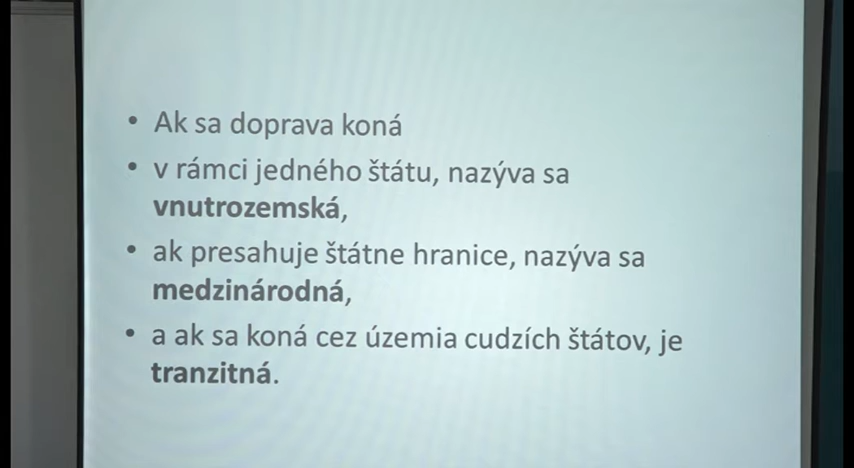 • Ak sa doprava koná
• v rámci jedného štátu, nazýva sa
vnutrozemská,
• ak presahuje štátne hranice, nazýva sa
medzinárodná,
• a ak sa koná cez územia cudzích štátov, je
tranzitná.